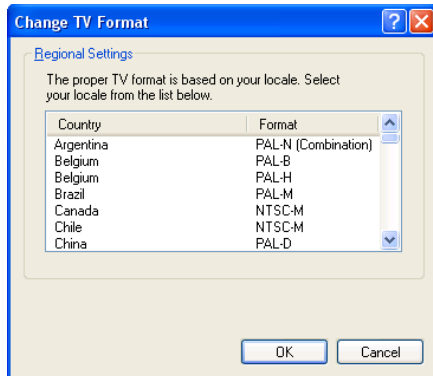 Change TV Format
Regional Settings
The proper TV format is based on your locale. Select
your locale from the list below.
Country Format
Argentina PAL-N (Combination)
Belgium PAL-B
Belgium PAL-H
Brazil PAL-M
Canada NTSC-M
Chile NTSC-M
China PAL-D
OK Cancel